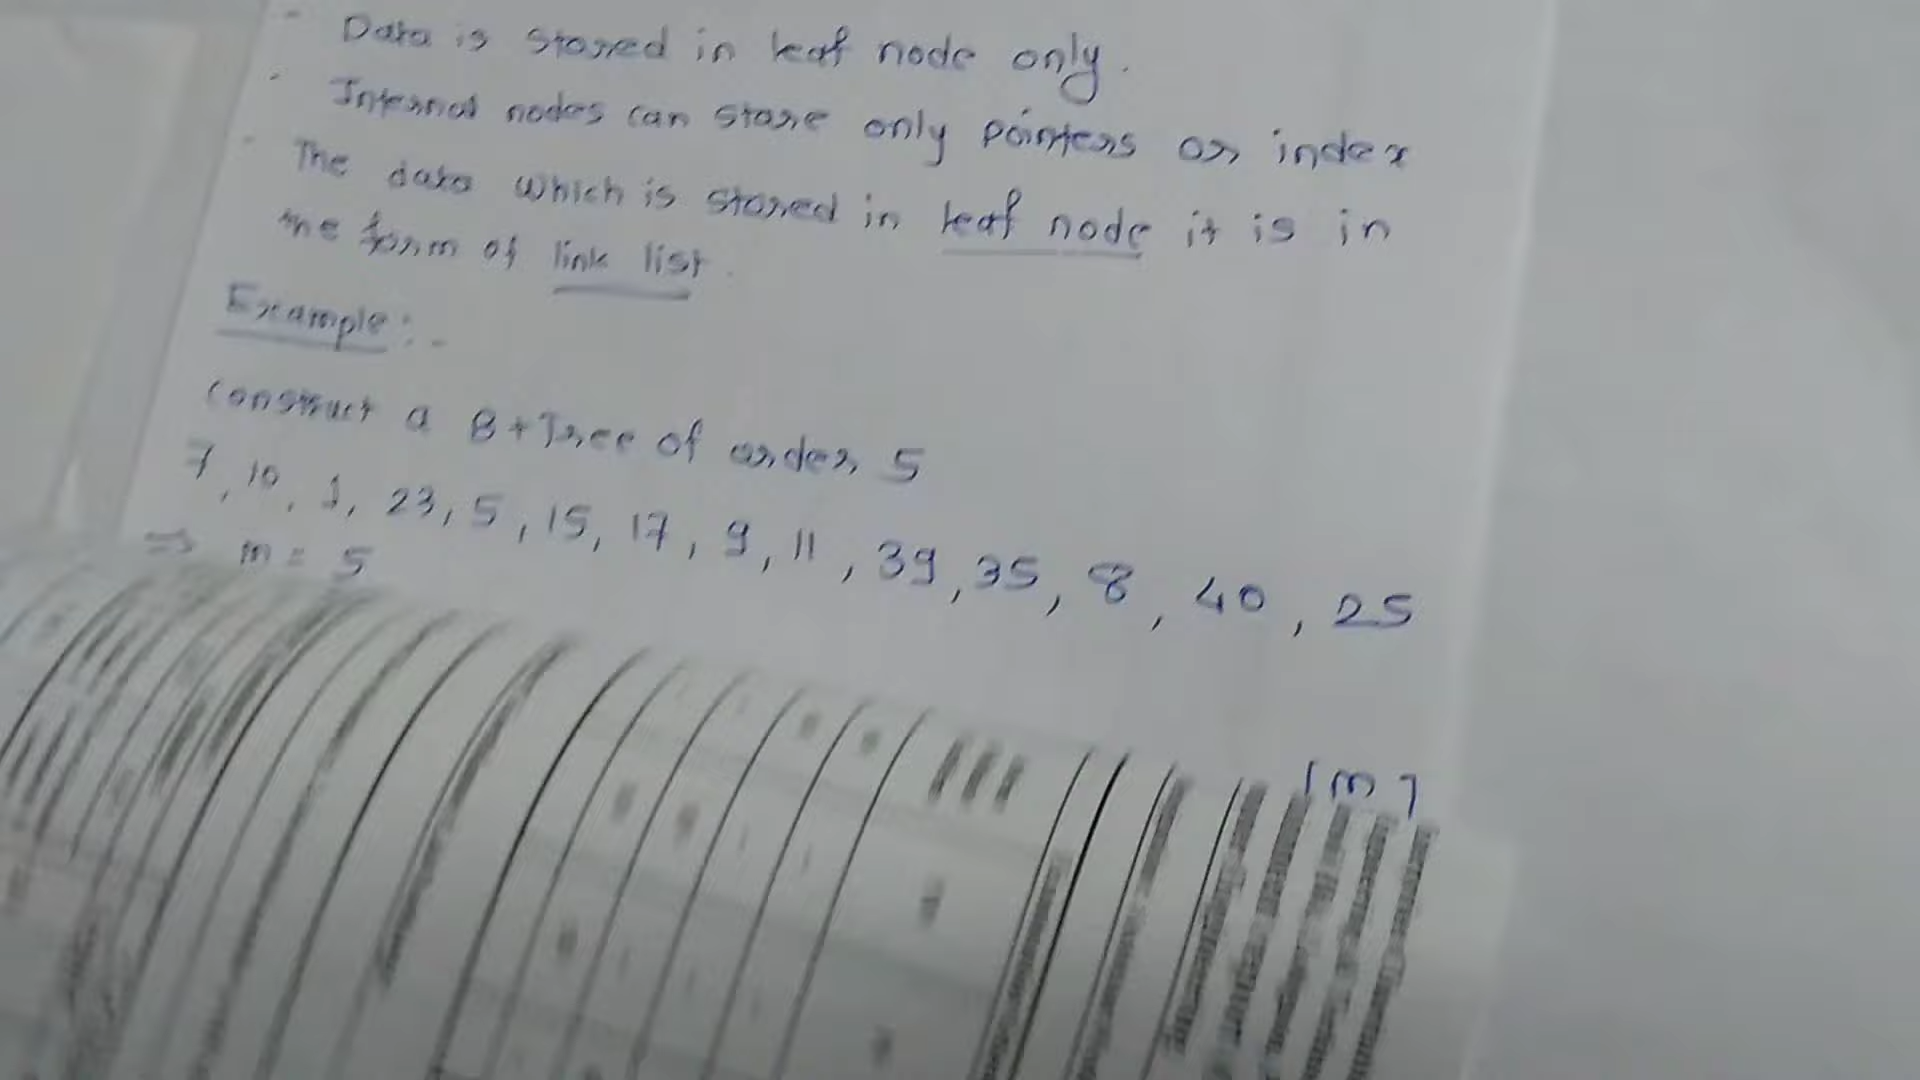 - Data is stored in leaf node only.
- Internal nodes can store only pointers or index
- The data which is stored in leaf node it is in
the form of link list.
Example :-
Construct a B+Tree of order 5
7, 10, 1, 23, 5, 15, 17, 9, 11, 39, 35, 8, 40, 25
⇒ m = 5
⌈m⌉